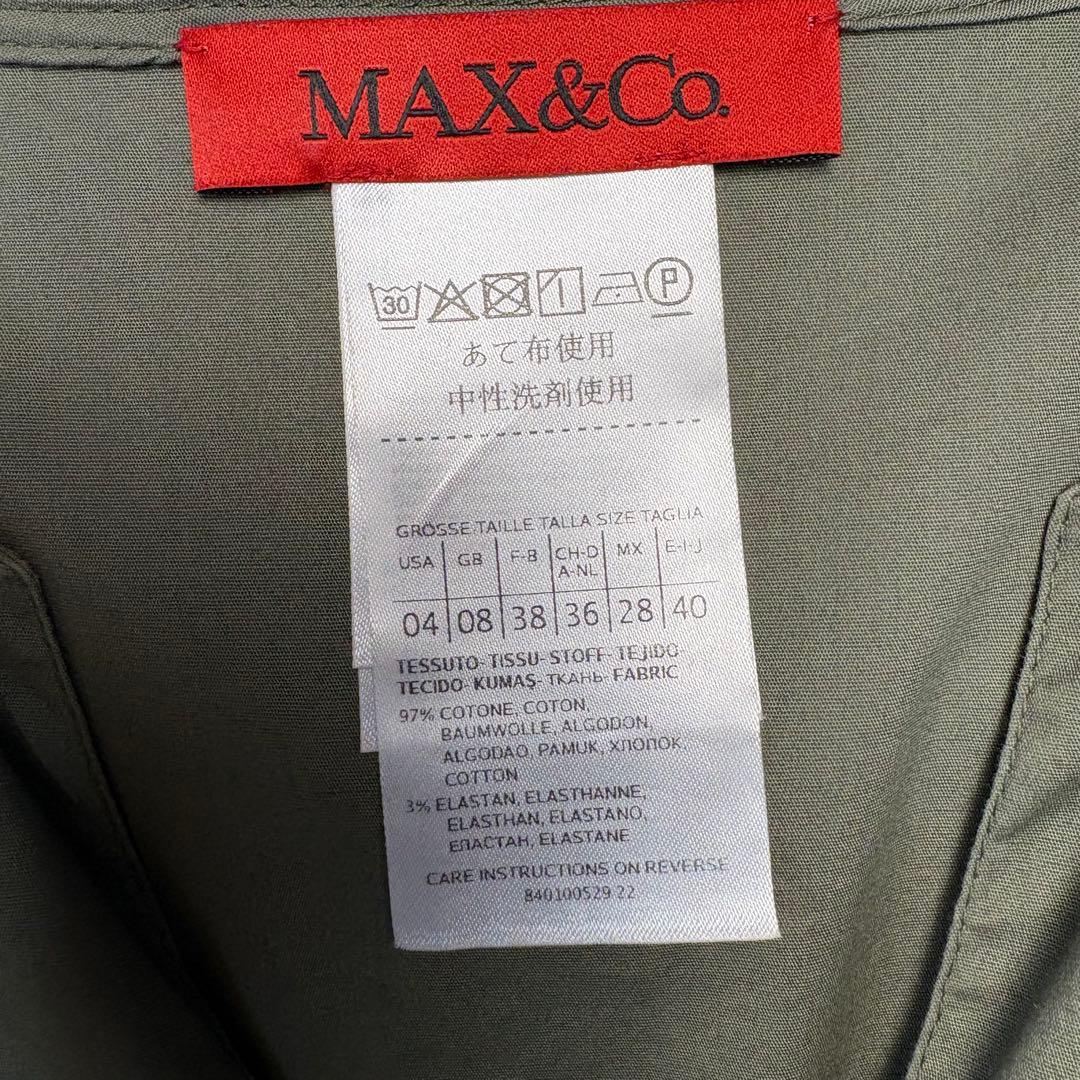 MAX&Co.
30 P
あて布使用
中性洗剤使用
GRÖSSE TAILLE TALLA SIZE TAGLIA
USA GB F-B CH-D A-NL MX E-I-J
04 08 38 36 28 40
TESSUTO- TISSU- STOFF- TEJIDO
TECIDO- KUMAŞ- ТКАНЬ- FABRIC
97% COTONE, COTON,
BAUMWOLLE, ALGODON,
ALGODAO, PAMUK, ХЛОПОК,
COTTON
3% ELASTAN, ELASTHANNE,
ELASTHAN, ELASTANO,
ЕПАСТАН, ELASTANE
CARE INSTRUCTIONS ON REVERSE
840100529 22